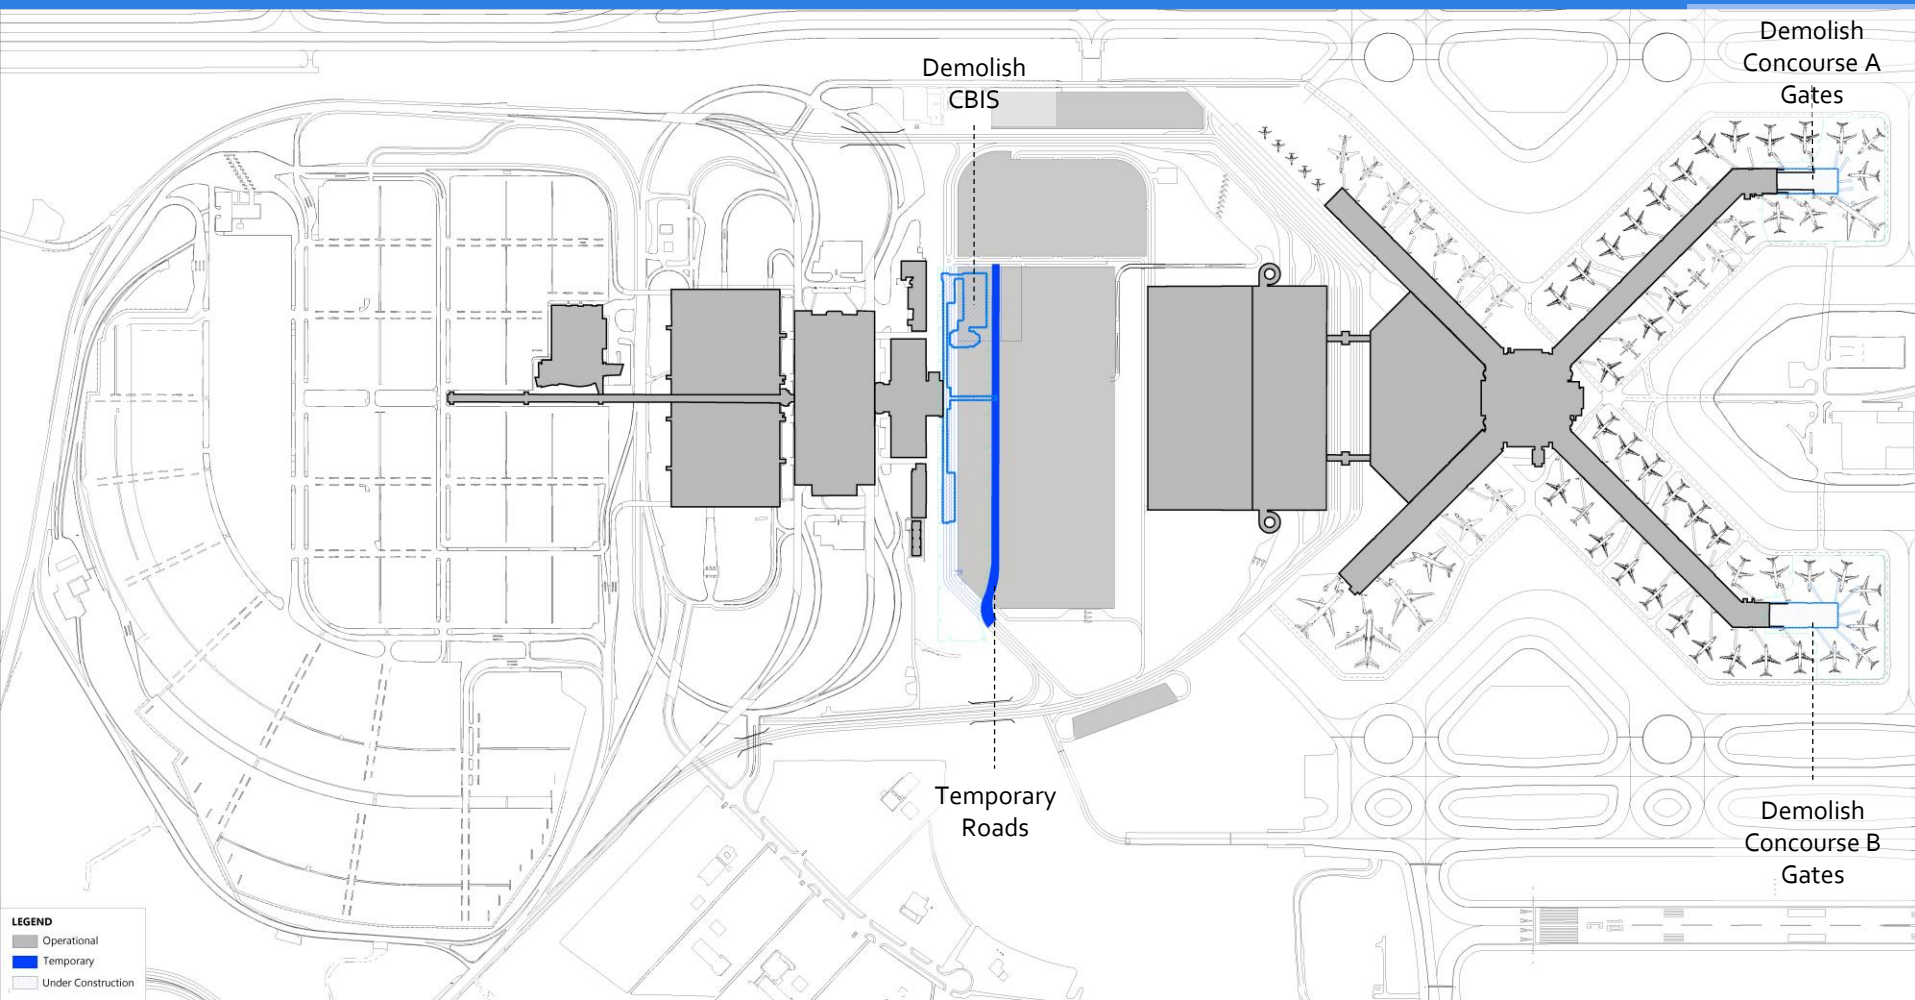 Demolish
CBIS
Demolish
Concourse A
Gates
Temporary
Roads
Demolish
Concourse B
Gates
LEGEND
Operational
Temporary
Under Construction